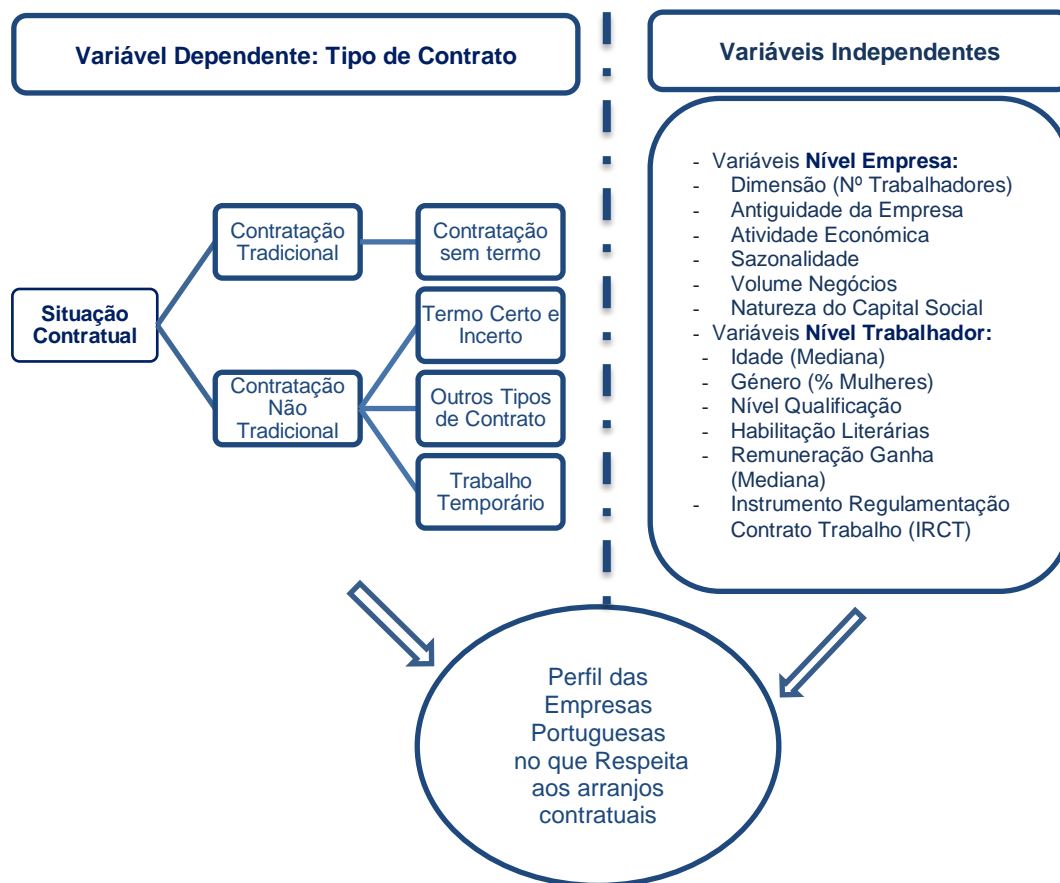 Variável Dependente: Tipo de Contrato
Situação
Contratual
Contratação
Tradicional
Contratação
sem termo
Contratação
Não
Tradicional
Termo Certo e
Incerto
Outros Tipos
de Contrato
Trabalho
Temporário
Variáveis Independentes
- Variáveis Nível Empresa:
- Dimensão (Nº Trabalhadores)
- Antiguidade da Empresa
- Atividade Económica
- Sazonalidade
- Volume Negócios
- Natureza do Capital Social
- Variáveis Nível Trabalhador:
- Idade (Mediana)
- Género (% Mulheres)
- Nível Qualificação
- Habilitação Literárias
- Remuneração Ganha
(Mediana)
- Instrumento Regulamentação
Contrato Trabalho (IRCT)
Perfil das
Empresas
Portuguesas
no que Respeita
aos arranjos
contratuais